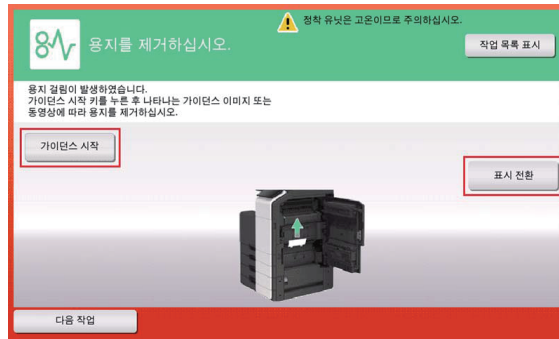 정착 유닛은 고온이므로 주의하십시오.
용지를 제거하십시오.
작업 목록 표시
용지 걸림이 발생하였습니다.
가이던스 시작 키를 누른 후 나타나는 가이던스 이미지 또는
동영상에 따라 용지를 제거하십시오.
가이던스 시작
표시 전환
다음 작업